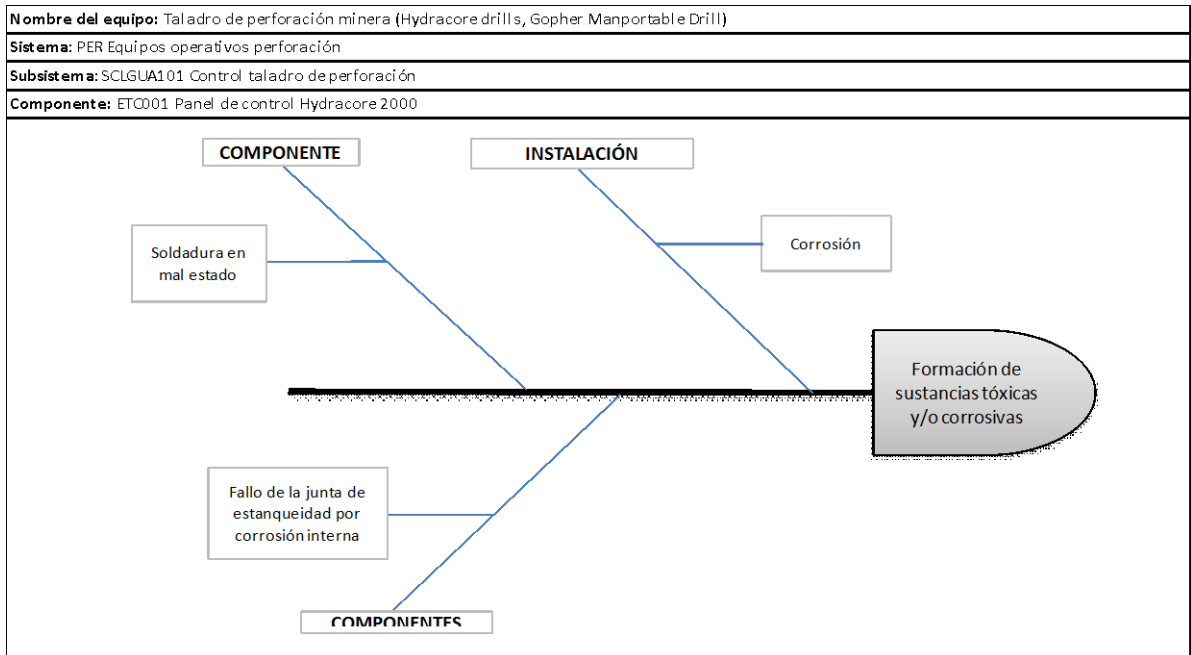 Nombre del equipo: Taladro de perforación minera (Hydracore drills, Gopher Manportable Drill)
Sistema: PER Equipos operativos perforación
Subsistema: SCLGUA101 Control taladro de perforación
Componente: ETC001 Panel de control Hydracore 2000
COMPONENTE
INSTALACIÓN
Soldadura en
mal estado
Corrosión
Formación de
sustancias tóxicas
y/o corrosivas
Fallo de la junta de
estanqueidad por
corrosión interna
COMPONENTES